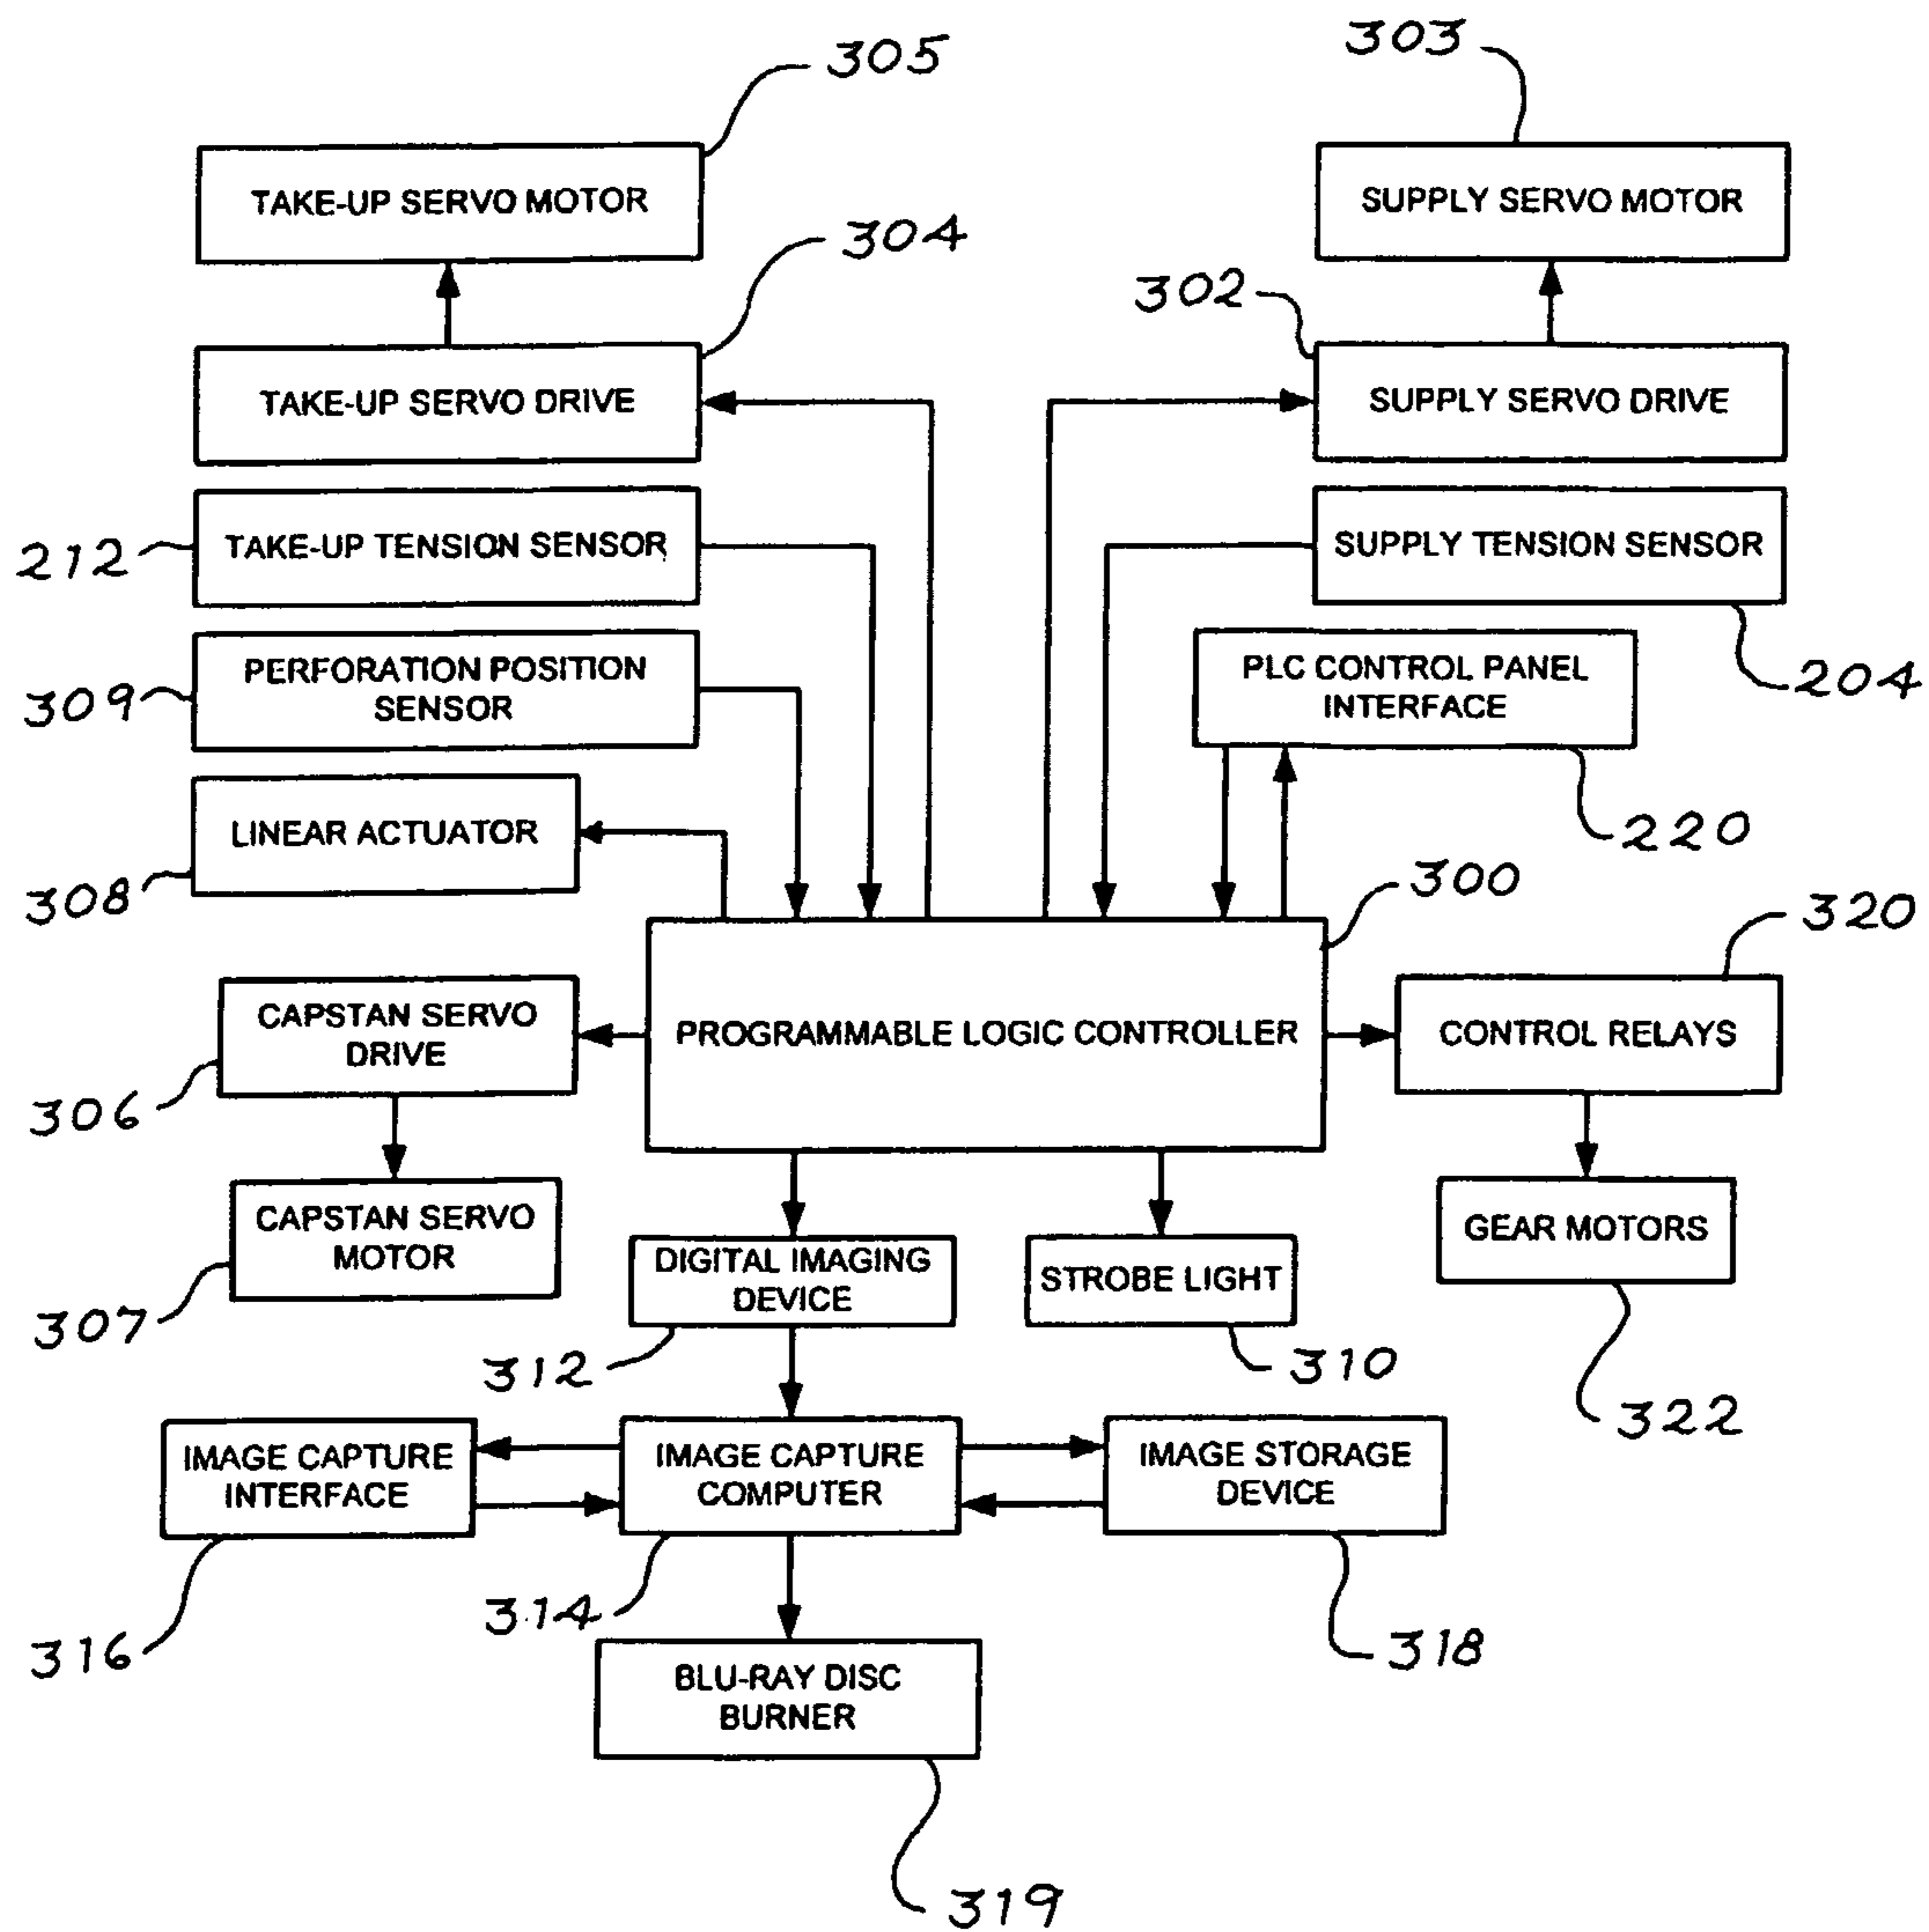 305
303
TAKE-UP SERVO MOTOR
SUPPLY SERVO MOTOR
304
302
TAKE-UP SERVO DRIVE
SUPPLY SERVO DRIVE
212
TAKE-UP TENSION SENSOR
SUPPLY TENSION SENSOR
204
309
PERFORATION POSITION
SENSOR
PLC CONTROL PANEL
INTERFACE
220
308
LINEAR ACTUATOR
300
320
CAPSTAN SERVO
DRIVE
306
PROGRAMMABLE LOGIC CONTROLLER
CONTROL RELAYS
CAPSTAN SERVO
MOTOR
307
DIGITAL IMAGING
DEVICE
312
STROBE LIGHT
310
GEAR MOTORS
322
IMAGE CAPTURE
INTERFACE
316
IMAGE CAPTURE
COMPUTER
314
IMAGE STORAGE
DEVICE
318
BLU-RAY DISC
BURNER
319